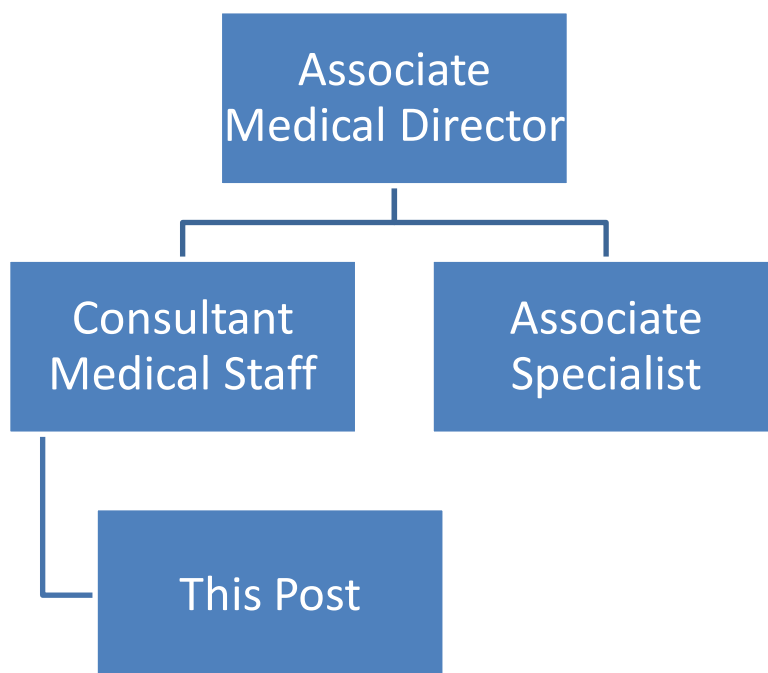 Associate
Medical Director
Consultant
Medical Staff
Associate
Specialist
This Post